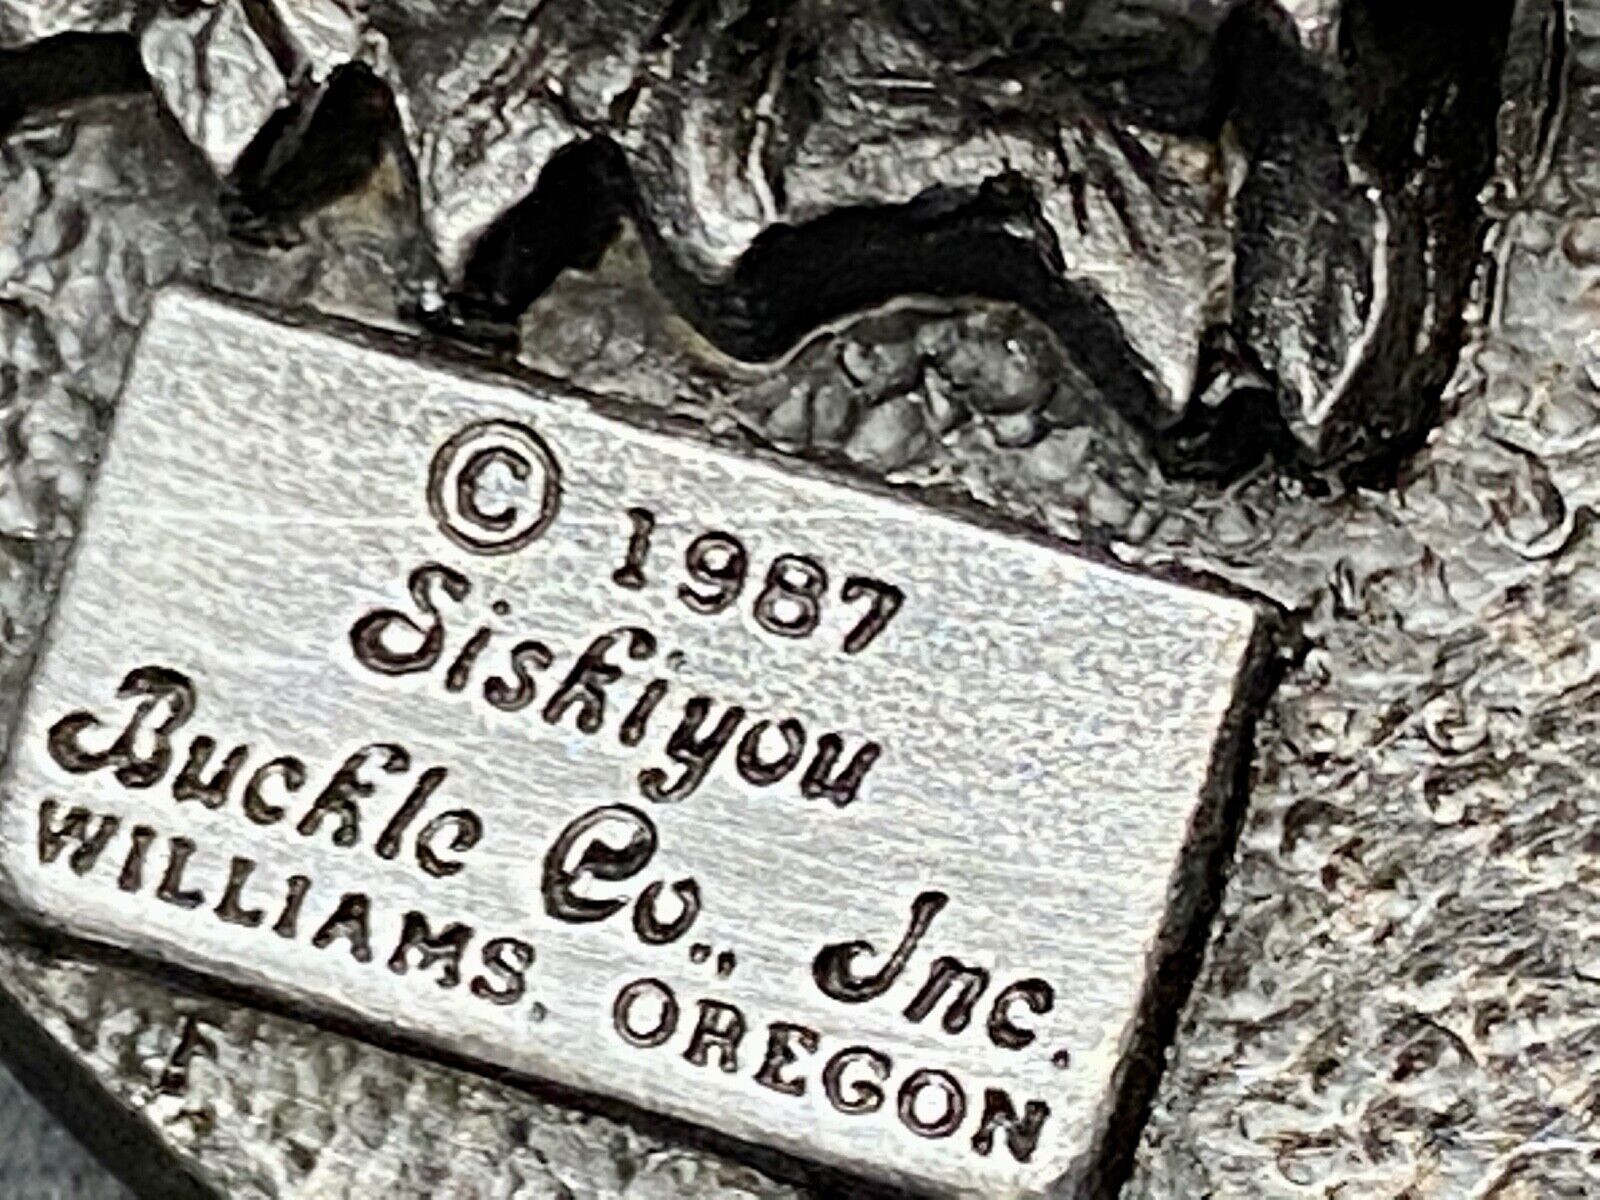 © 1987
Siskiyou
Buckle Co., Inc.
WILLIAMS, OREGON